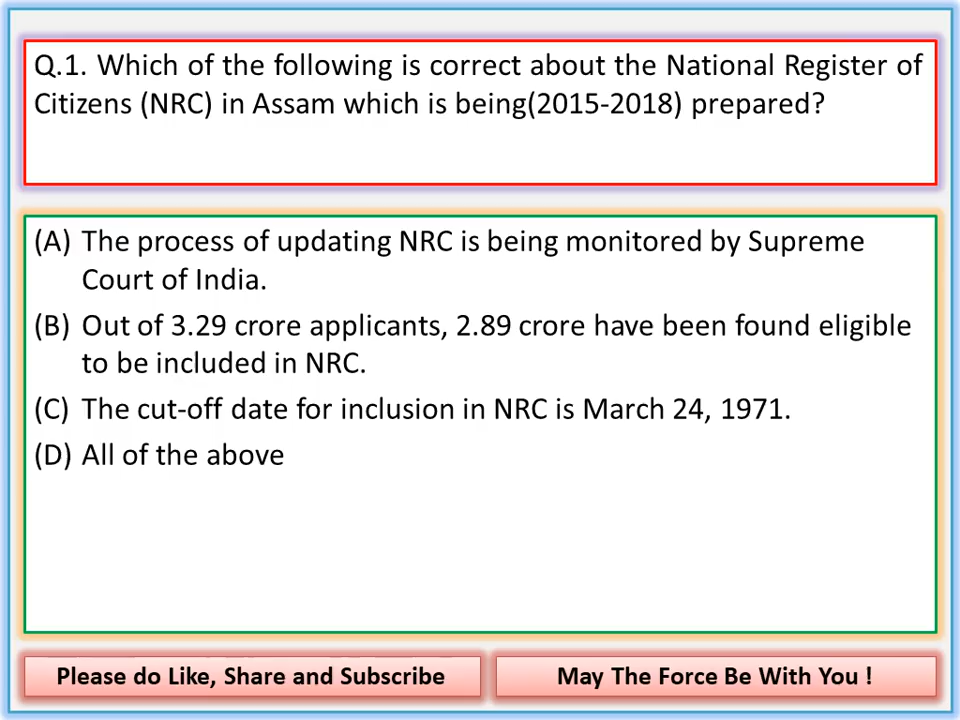 Q.1. Which of the following is correct about the National Register of
Citizens (NRC) in Assam which is being(2015-2018) prepared?
(A) The process of updating NRC is being monitored by Supreme
Court of India.
(B) Out of 3.29 crore applicants, 2.89 crore have been found eligible
to be included in NRC.
(C) The cut-off date for inclusion in NRC is March 24, 1971.
(D) All of the above
Please do Like, Share and Subscribe
May The Force Be With You !